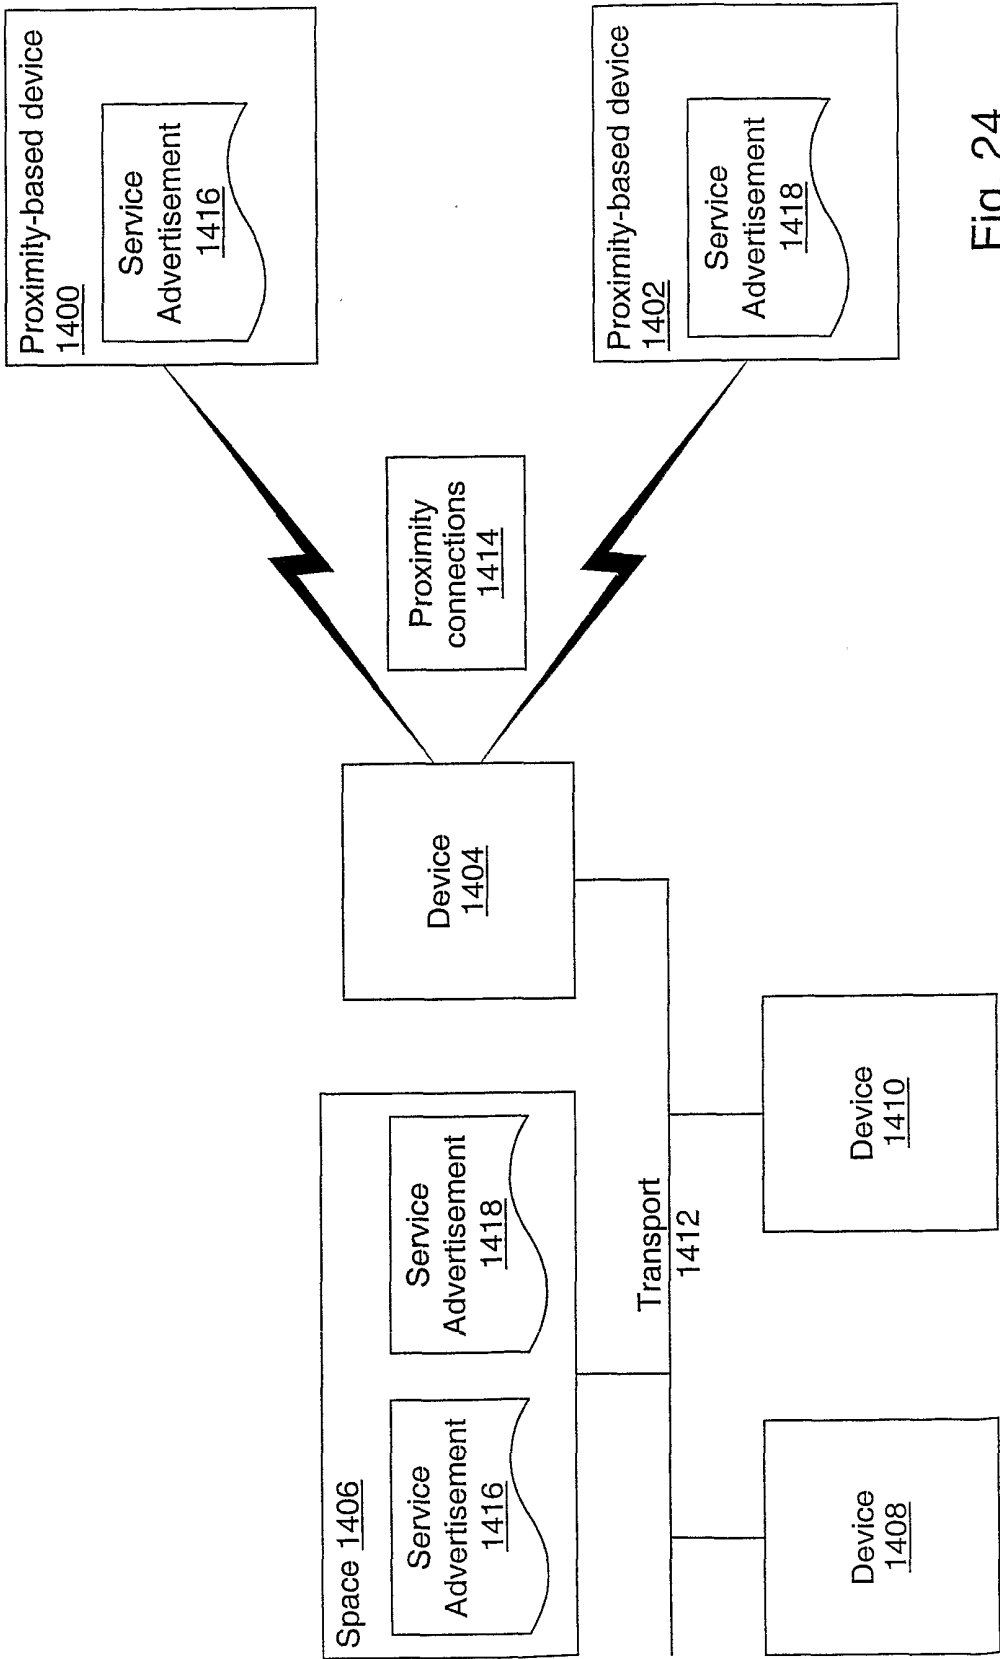 Space 1406
Service
Advertisement
1416
Service
Advertisement
1418
Device
1404
Proximity
connections
1414
Proximity-based device
1400
Service
Advertisement
1416
Proximity-based device
1402
Service
Advertisement
1418
Transport
1412
Device
1408
Device
1410
Fig. 24